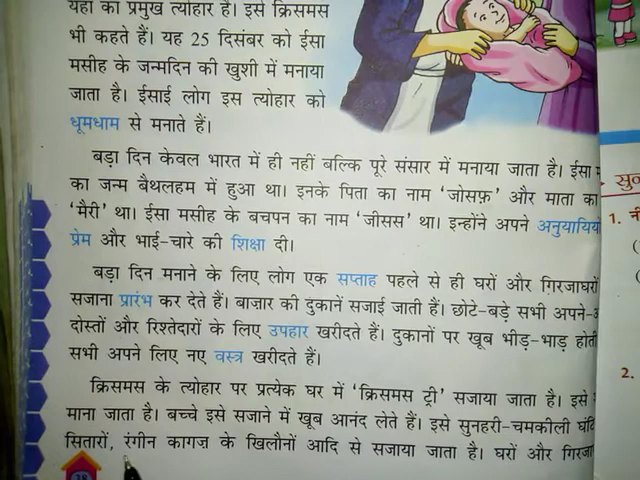 यहाँ का प्रमुख त्योहार है। इसे क्रिसमस
भी कहते हैं। यह 25 दिसंबर को ईसा
मसीह के जन्मदिन की खुशी में मनाया
जाता है। ईसाई लोग इस त्योहार को
धूमधाम से मनाते हैं।
बड़ा दिन केवल भारत में ही नहीं बल्कि पूरे संसार में मनाया जाता है। ईसा
का जन्म बैथलहम में हुआ था। इनके पिता का नाम 'जोसफ़' और माता का
'मैरी' था। ईसा मसीह के बचपन का नाम 'जीसस' था। इन्होंने अपने अनुयायियों
प्रेम और भाई-चारे की शिक्षा दी।
बड़ा दिन मनाने के लिए लोग एक सप्ताह पहले से ही घरों और गिरजाघरों
सजाना प्रारंभ कर देते हैं। बाजार की दुकानें सजाई जाती हैं। छोटे-बड़े सभी अपने-अ
दोस्तों और रिश्तेदारों के लिए उपहार खरीदते हैं। दुकानों पर खूब भीड़-भाड़ होती
सभी अपने लिए नए वस्त्र खरीदते हैं।
क्रिसमस के त्योहार पर प्रत्येक घर में 'क्रिसमस ट्री' सजाया जाता है। इसे
माना जाता है। बच्चे इसे सजाने में खूब आनंद लेते हैं। इसे सुनहरी-चमकीली घंटि
सितारों, रंगीन कागज़ के खिलौनों आदि से सजाया जाता है। घरों और गिरजा
सुन
1. नी
(
(
2.